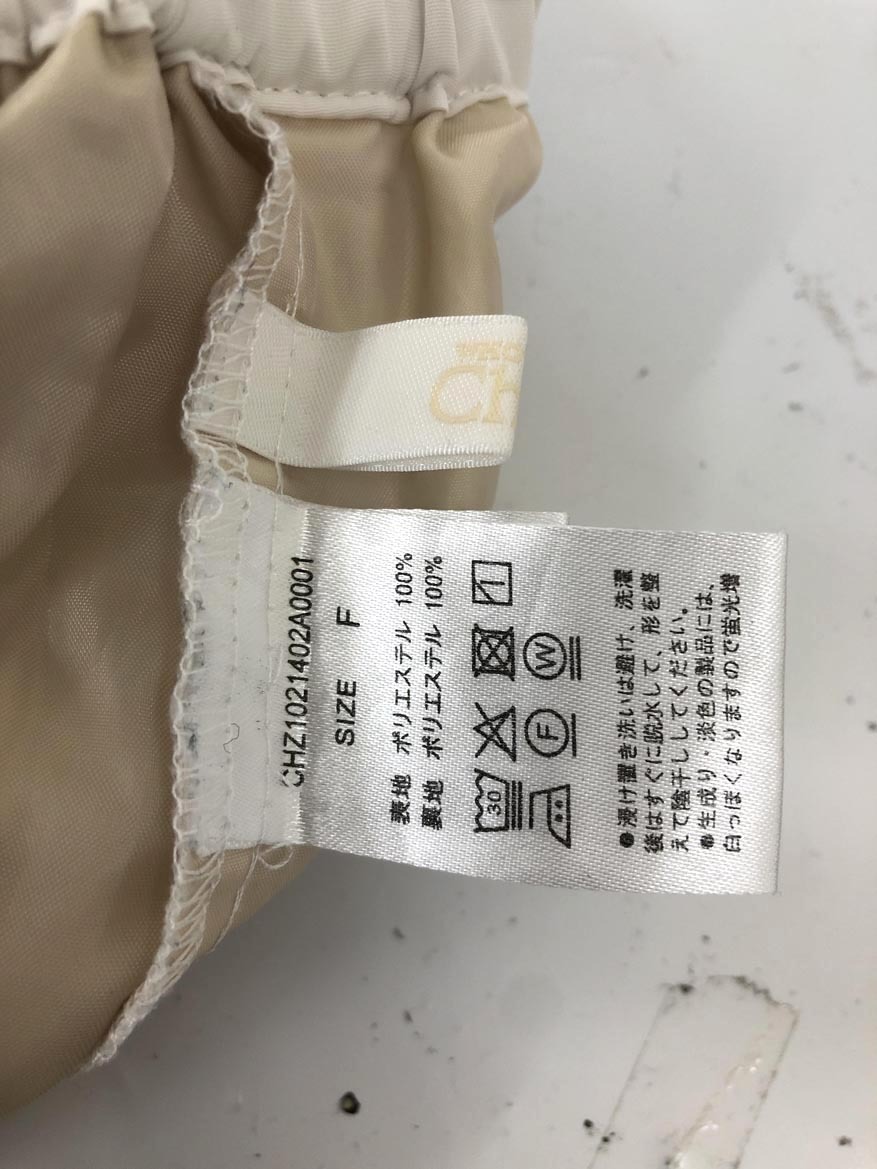 CH
CHZ1021402A0001
SIZE F
表地 ポリエステル 100%
裏地 ポリエステル 100%
30
F W
●浸け置き洗いは避け、洗濯
後はすぐに脱水して、形を整
えて陰干ししてください。
●生成り・淡色の製品には、
白っぽくなりますので蛍光増